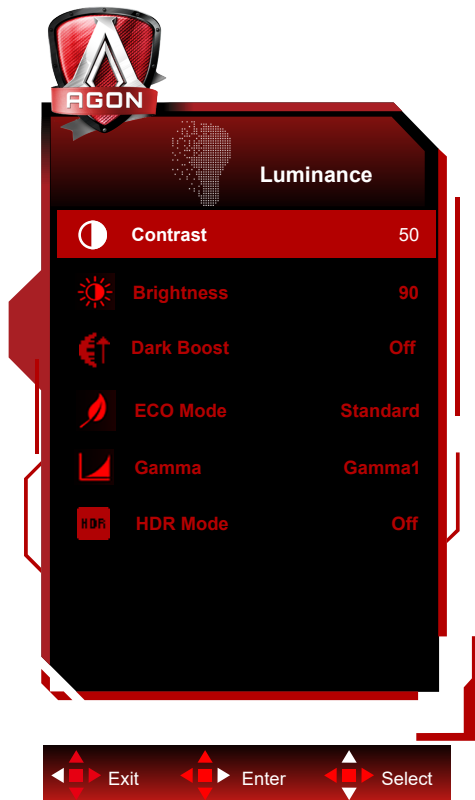 AGON
Luminance
Contrast 50
Brightness 90
Dark Boost Off
ECO Mode Standard
Gamma Gamma1
HDR HDR Mode Off
Exit Enter Select